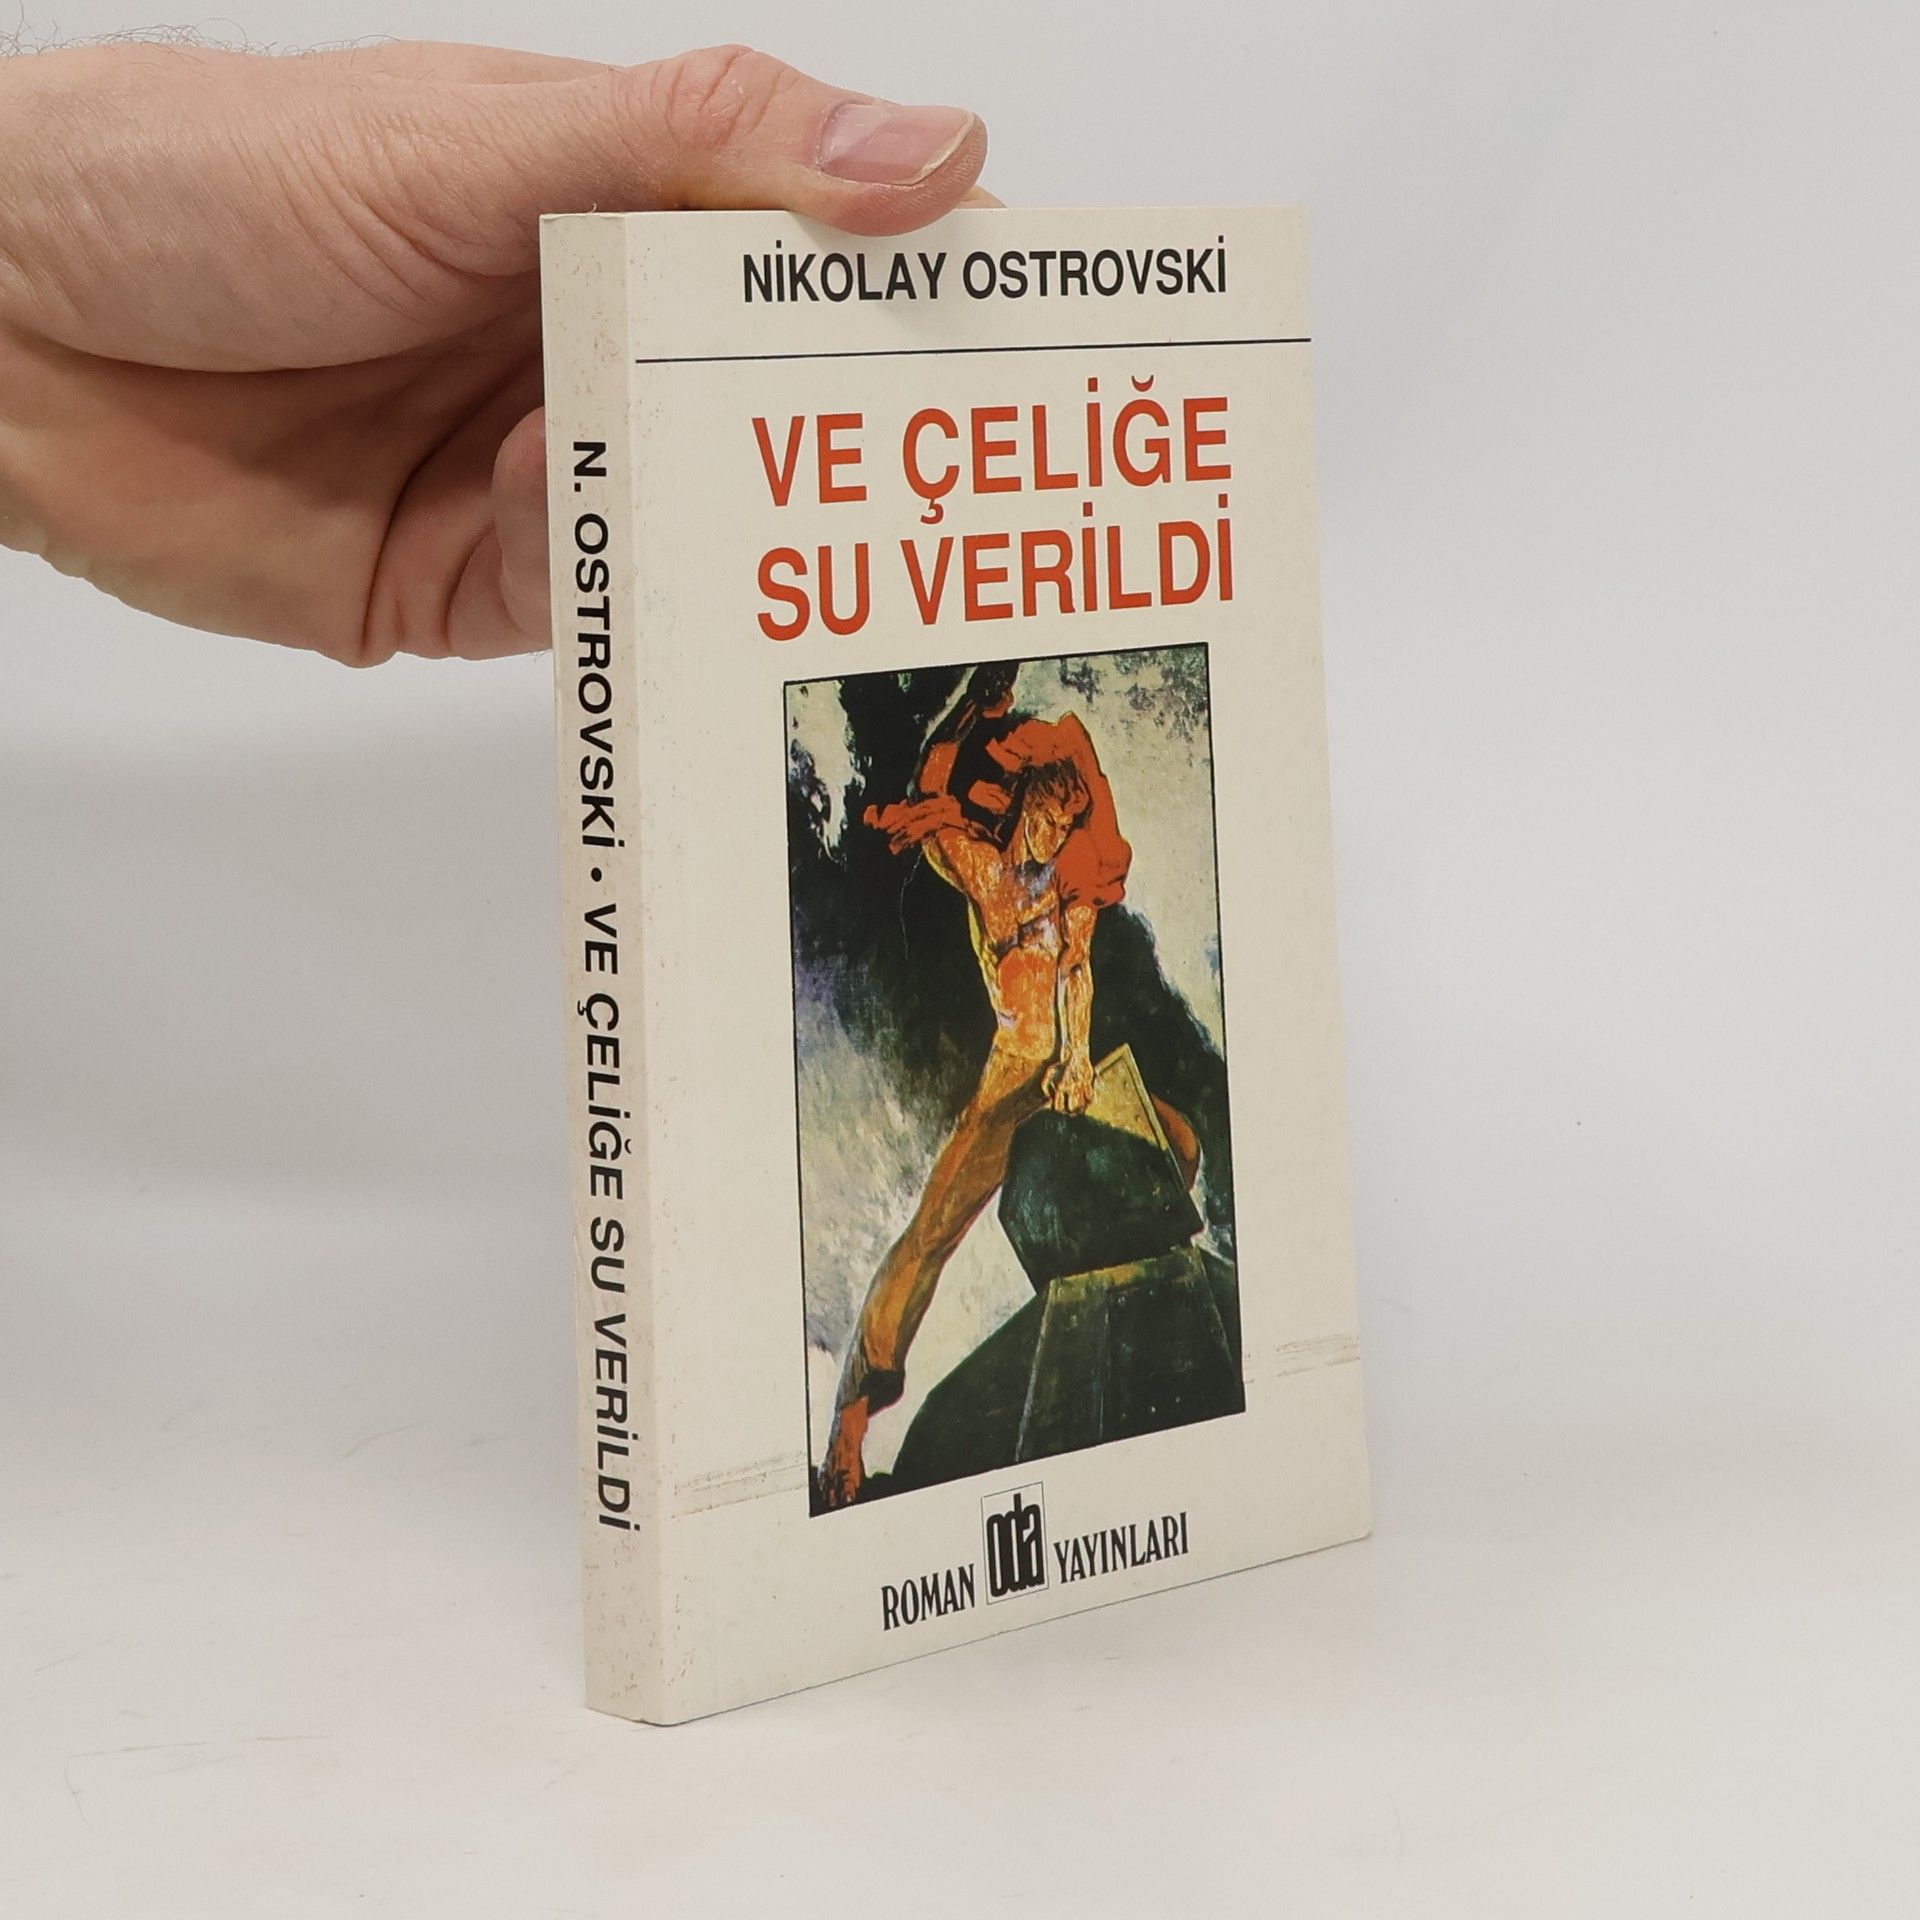 NİKOLAY OSTROVSKİ
VE ÇELİĞE
SU VERİLDİ
ROMAN oda YAYINLARI
N. OSTROVSKİ • VE ÇELİĞE SU VERİLDİ